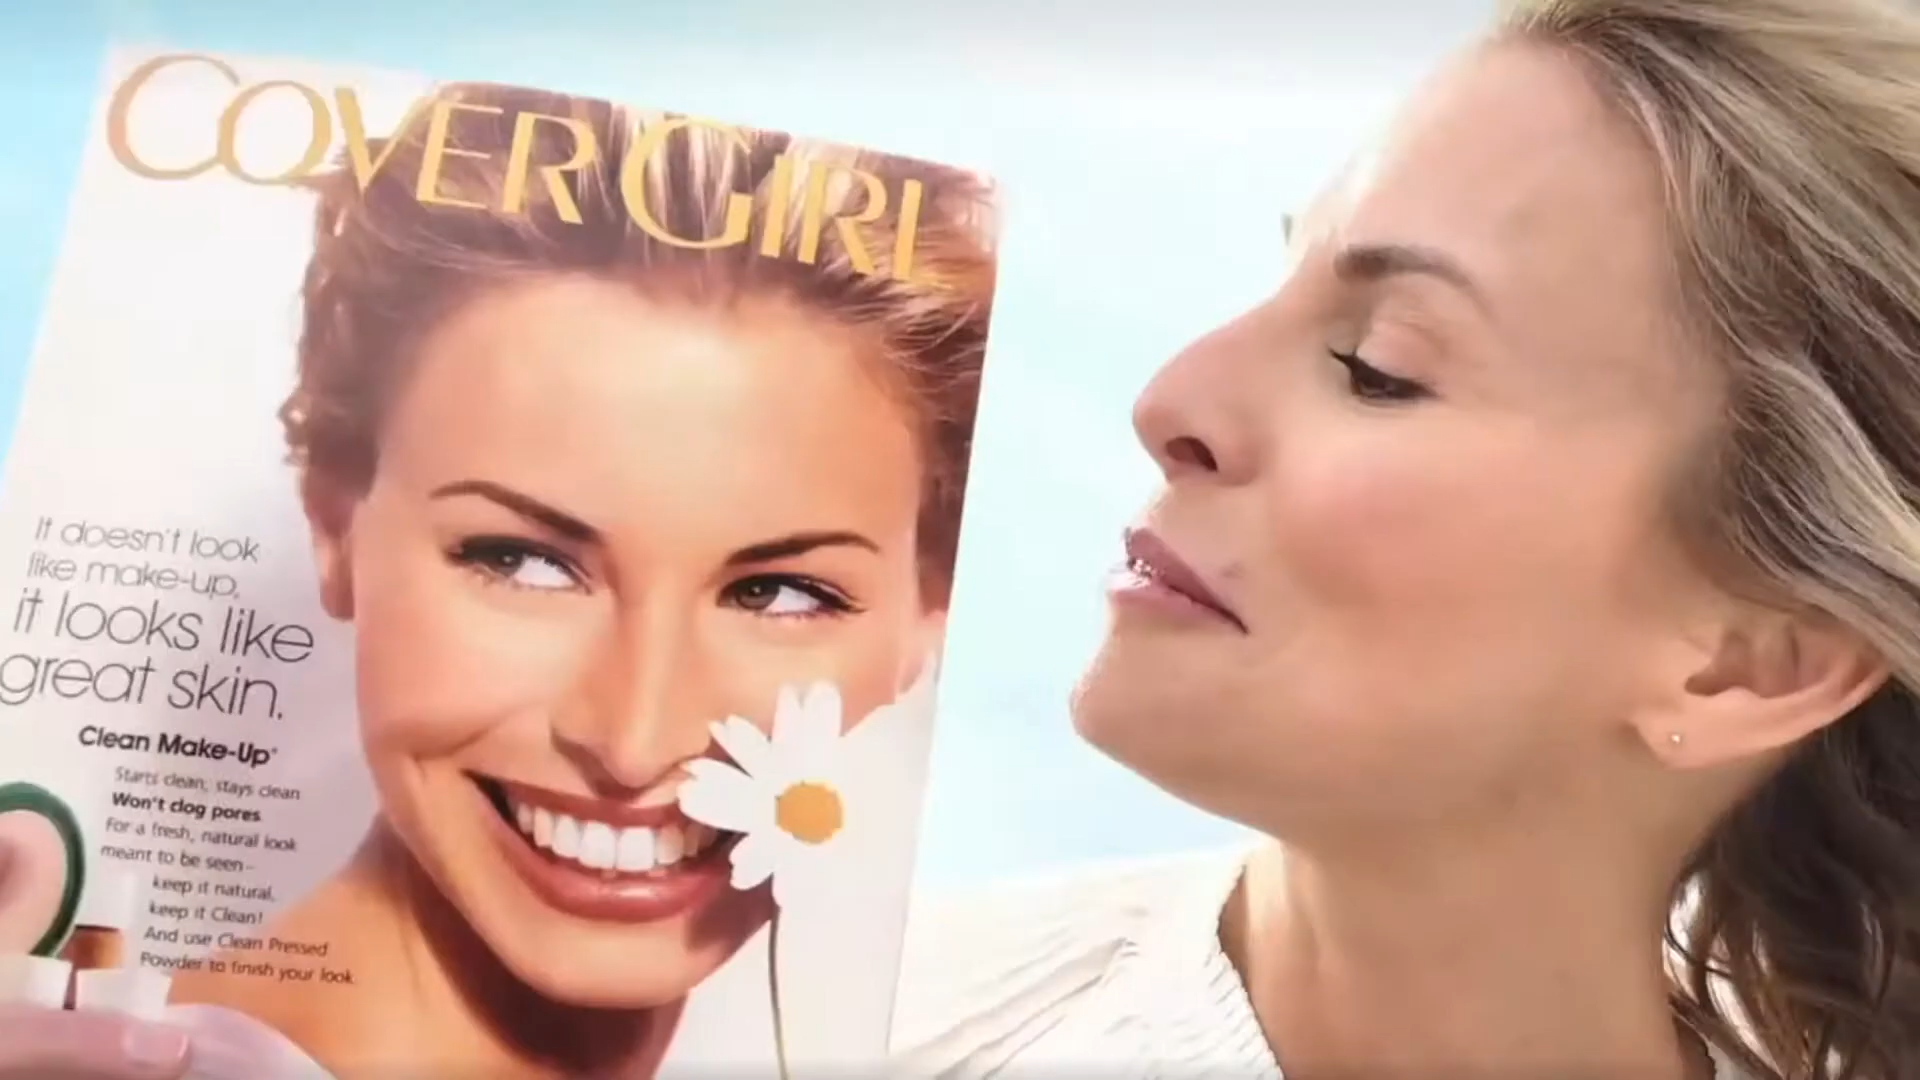 COVERGIRL
It doesn't look
like make-up,
it looks like
great skin.
Clean Make-Up®
Starts clean, stays clean
Won't clog pores
For a fresh, natural look
meant to be seen–
keep it natural,
keep it Clean!
And use Clean Pressed
Powder to finish your look.